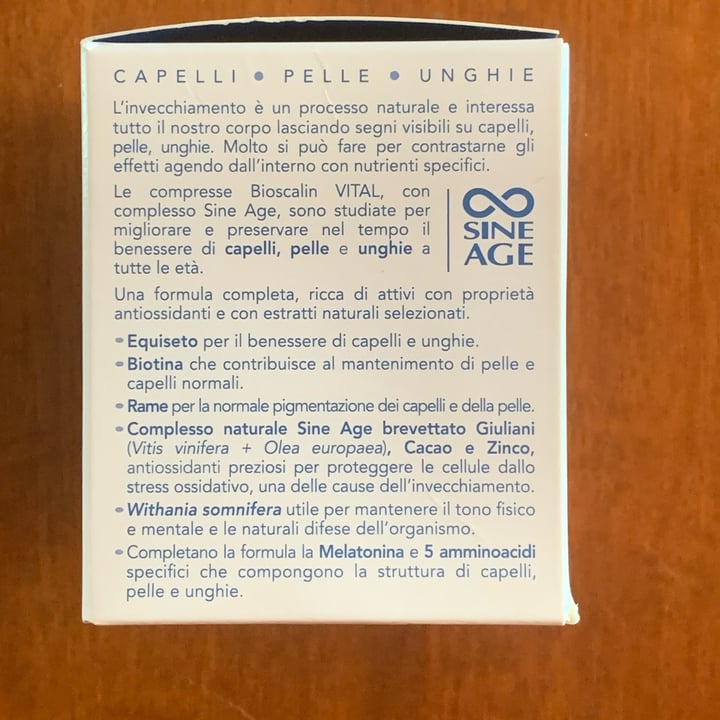 CAPELLI • PELLE • UNGHIE
L'invecchiamento è un processo naturale e interessa
tutto il nostro corpo lasciando segni visibili su capelli,
pelle, unghie. Molto si può fare per contrastarne gli
effetti agendo dall'interno con nutrienti specifici.
Le compresse Bioscalin VITAL, con
complesso Sine Age, sono studiate per
migliorare e preservare nel tempo il
benessere di capelli, pelle e unghie a
tutte le età.
SINE
AGE
Una formula completa, ricca di attivi con proprietà
antiossidanti e con estratti naturali selezionati.
• Equiseto per il benessere di capelli e unghie.
• Biotina che contribuisce al mantenimento di pelle e
capelli normali.
• Rame per la normale pigmentazione dei capelli e della pelle.
• Complesso naturale Sine Age brevettato Giuliani
(Vitis vinifera + Olea europaea), Cacao e Zinco,
antiossidanti preziosi per proteggere le cellule dallo
stress ossidativo, una delle cause dell'invecchiamento.
• Withania somnifera utile per mantenere il tono fisico
e mentale e le naturali difese dell'organismo.
• Completano la formula la Melatonina e 5 amminoacidi
specifici che compongono la struttura di capelli,
pelle e unghie.